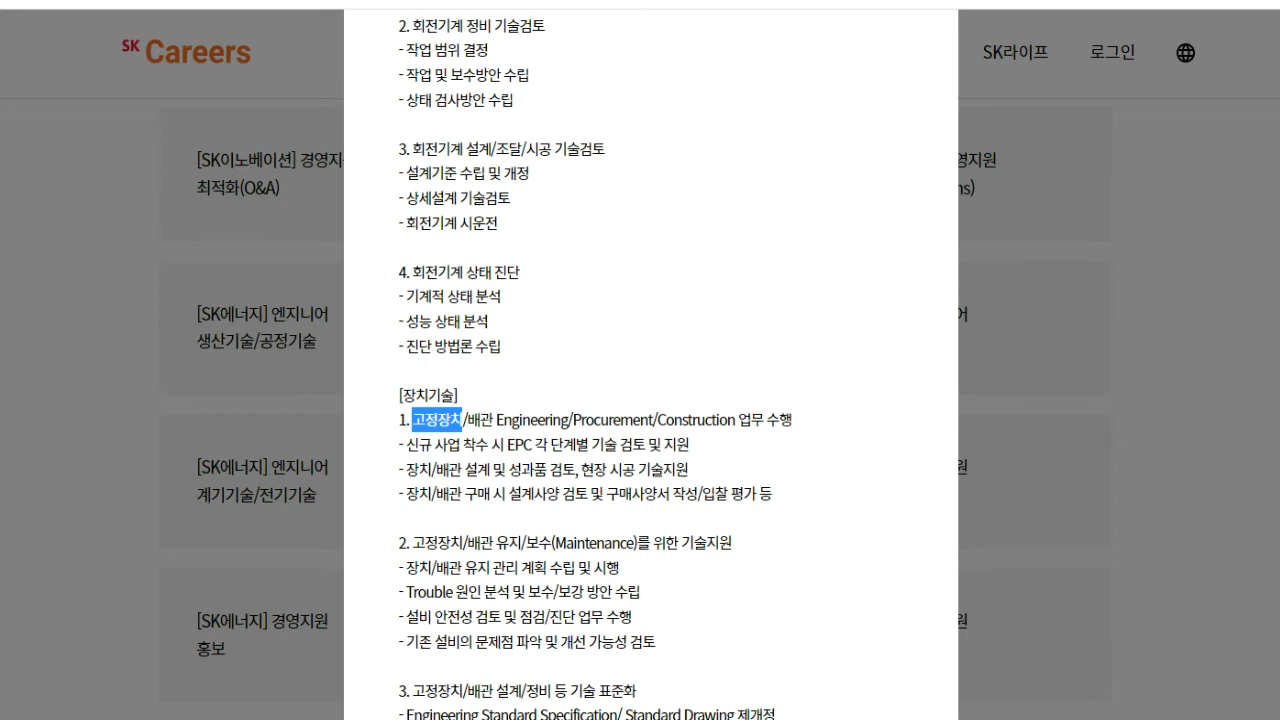 SK Careers
SK라이프
로그인
2. 회전기계 정비 기술검토
- 작업 범위 결정
- 작업 및 보수방안 수립
- 상태 검사방안 수립
3. 회전기계 설계/조달/시공 기술검토
- 설계기준 수립 및 개정
- 상세설계 기술검토
- 회전기계 시운전
4. 회전기계 상태 진단
- 기계적 상태 분석
- 성능 상태 분석
- 진단 방법론 수립
[장치기술]
1. 고정장치/배관 Engineering/Procurement/Construction 업무 수행
- 신규 사업 착수 시 EPC 각 단계별 기술 검토 및 지원
- 장치/배관 설계 및 성과품 검토, 현장 시공 기술지원
- 장치/배관 구매 시 설계사양 검토 및 구매사양서 작성/입찰 평가 등
2. 고정장치/배관 유지/보수(Maintenance)를 위한 기술지원
- 장치/배관 유지 관리 계획 수립 및 시행
- Trouble 원인 분석 및 보수/보강 방안 수립
- 설비 안전성 검토 및 점검/진단 업무 수행
- 기존 설비의 문제점 파악 및 개선 가능성 검토
3. 고정장치/배관 설계/정비 등 기술 표준화
- Engineering Standard Specification/ Standard Drawing 제개정
[SK이노베이션] 경영지
최적화(O&A)
[SK에너지] 엔지니어
생산기술/공정기술
[SK에너지] 엔지니어
계기기술/전기기술
[SK에너지] 경영지원
홍보
영지원
ns)
어
원
원